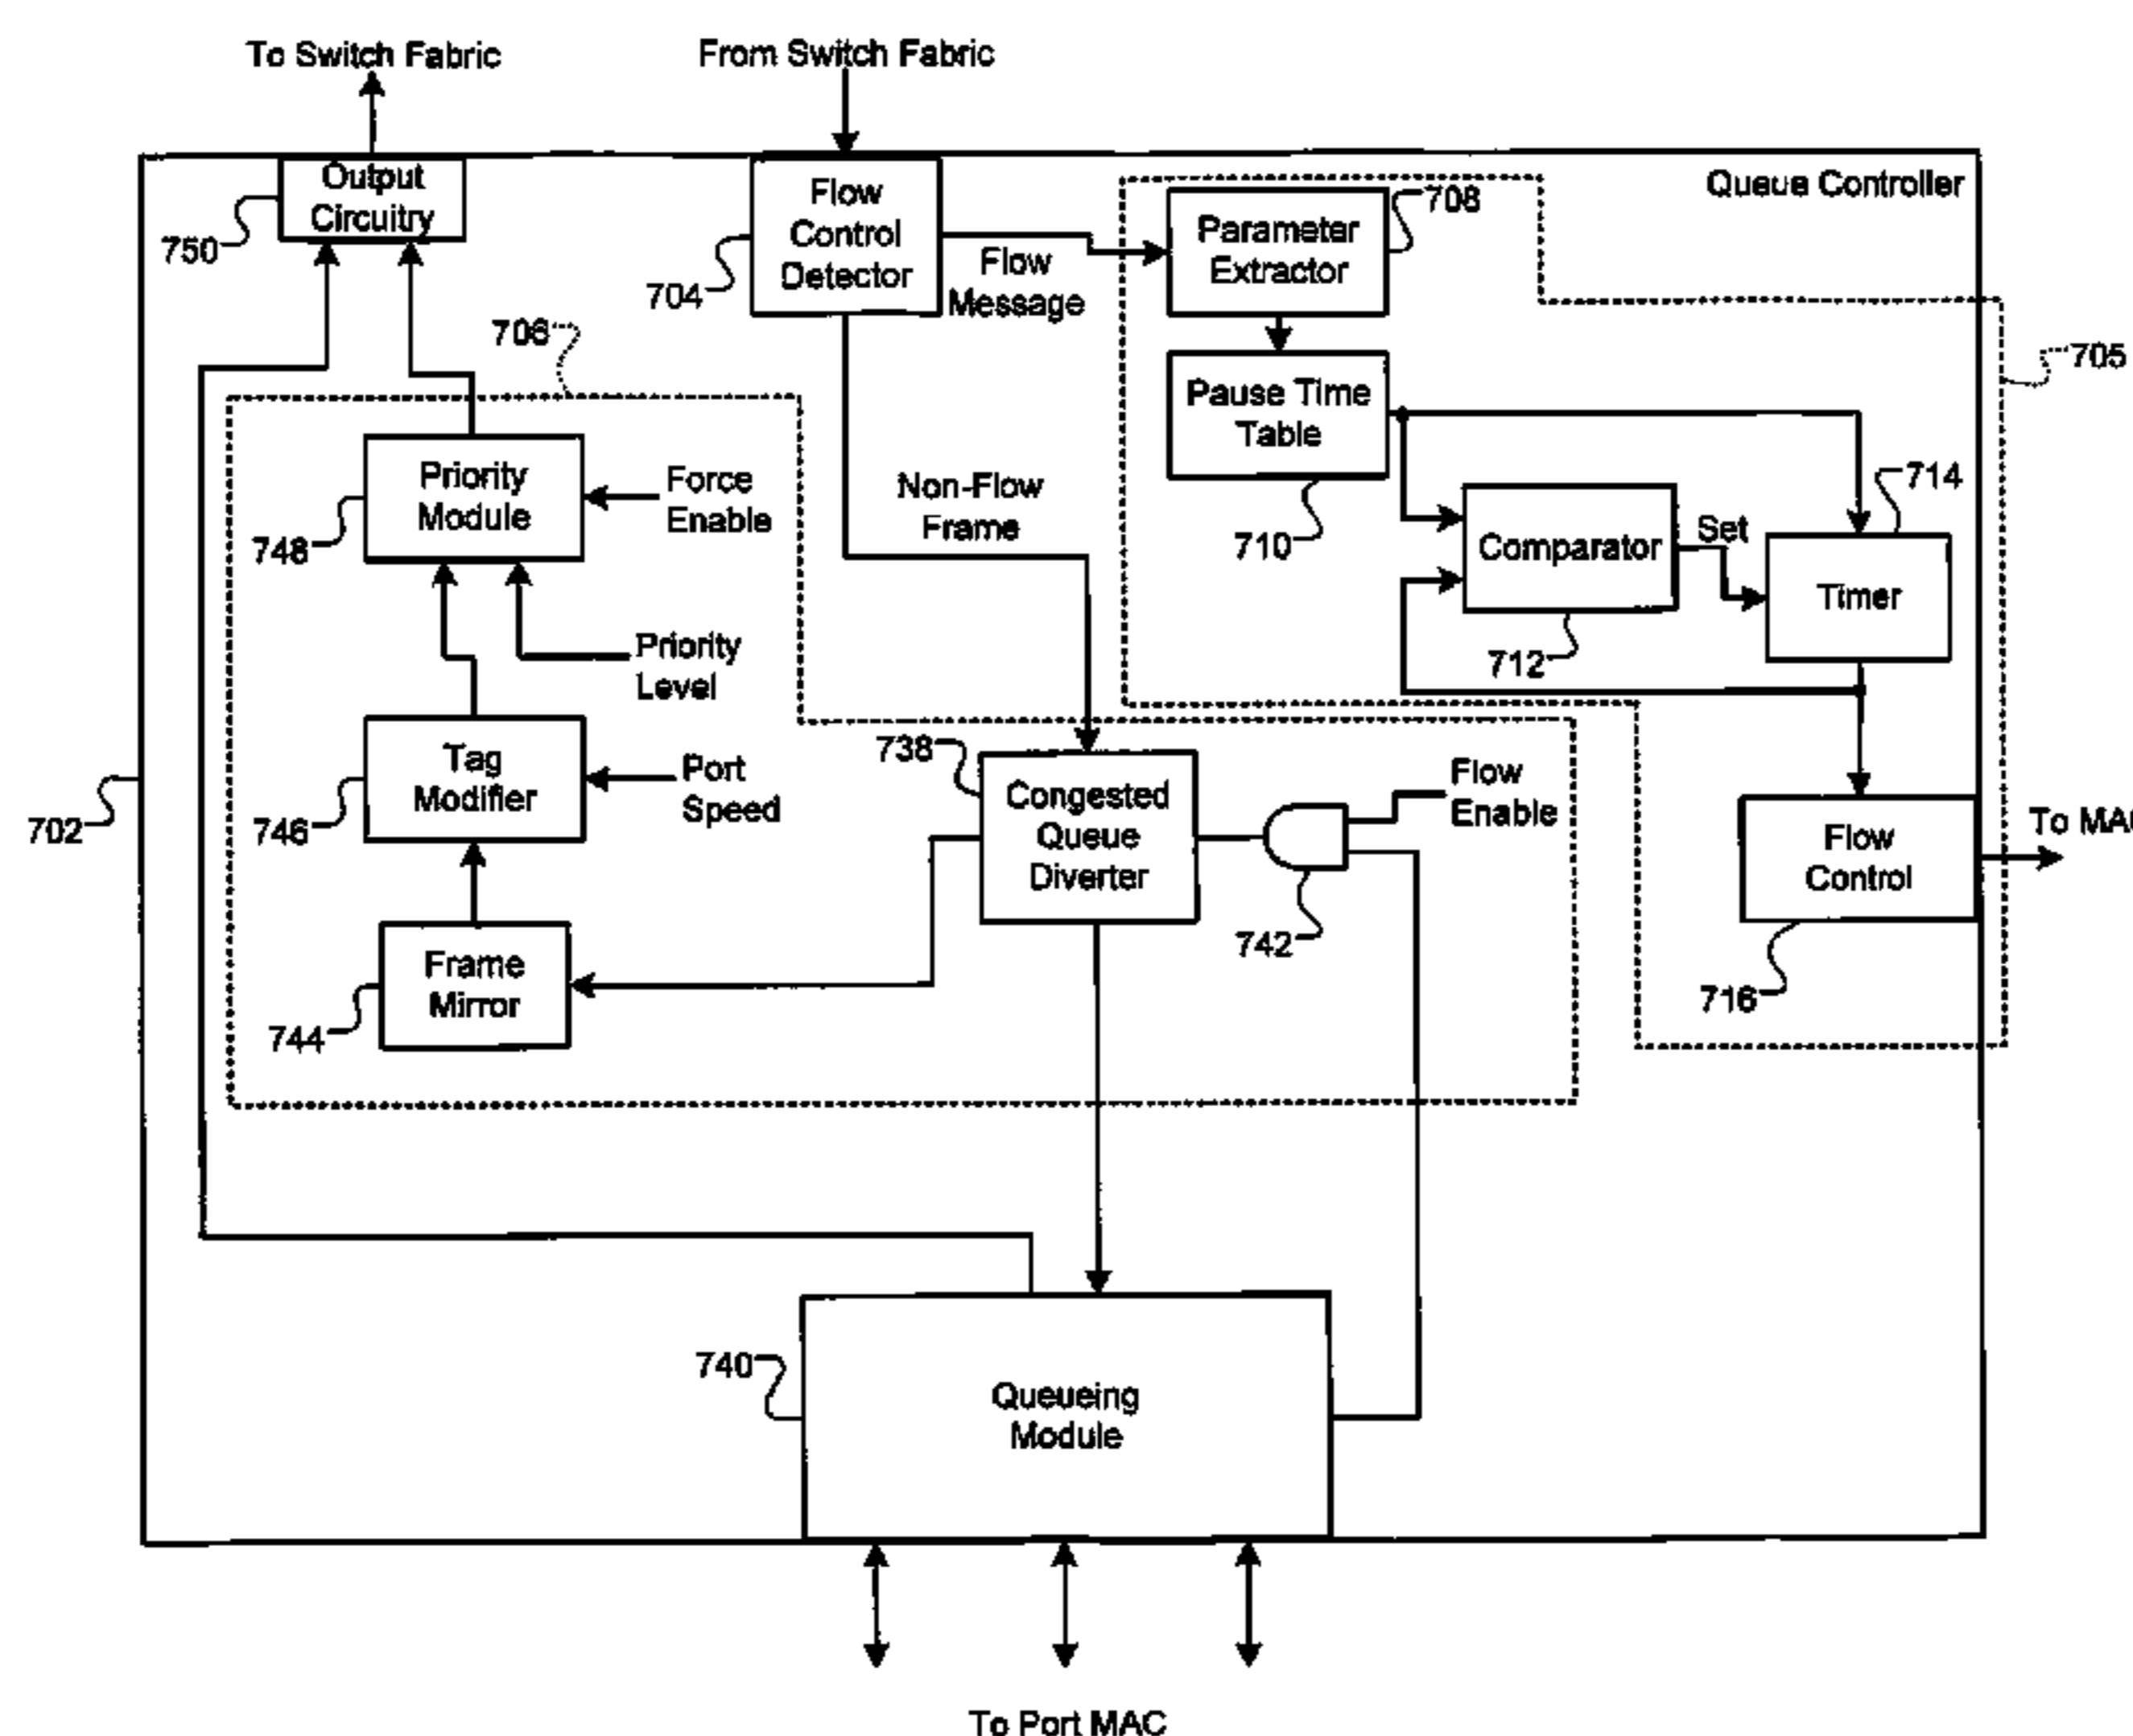 To Switch Fabric
From Switch Fabric
Queue Controller
Output
Circuitry
750
Flow
Control
Detector
704
Flow
Message
Parameter
Extractor
708
706
705
Pause Time
Table
710
Priority
Module
748
Force
Enable
Non-Flow
Frame
Comparator
712
Set
714
Timer
Priority
Level
Tag
Modifier
746
Port
Speed
702
738
Congested
Queue
Diverter
Flow
Enable
742
Flow
Control
716
To MAC
Frame
Mirror
744
740
Queueing
Module
To Port MAC